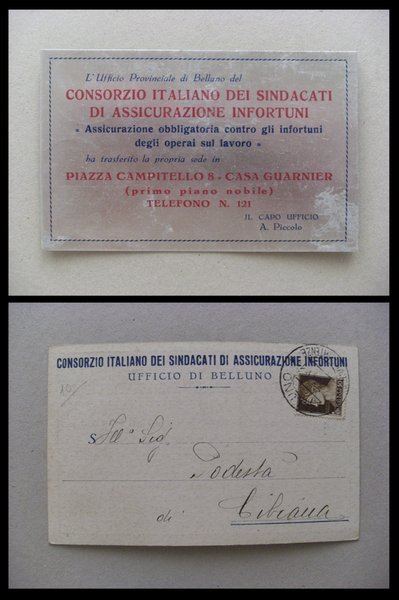 L'Ufficio Provinciale di Belluno del
CONSORZIO ITALIANO DEI SINDACATI
DI ASSICURAZIONE INFORTUNI
« Assicurazione obbligatoria contro gli infortuni
degli operai sul lavoro »
ha trasferito la propria sede in
PIAZZA CAMPITELLO 8 - CASA GUARNIER
(primo piano nobile)
TELEFONO N. 121
IL CAPO UFFICIO
A. Piccolo
CONSORZIO ITALIANO DEI SINDACATI DI ASSICURAZIONE INFORTUNI
UFFICIO DI BELLUNO
Sig
Podestà
di
Cibiana